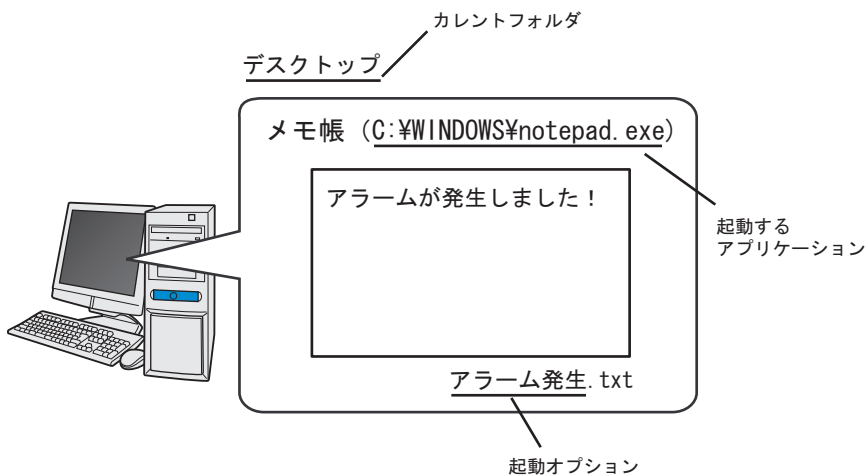 カレントフォルダ
デスクトップ
メモ帳（C:¥WINDOWS¥notepad.exe）
アラームが発生しました！
起動する
アプリケーション
アラーム発生.txt
起動オプション